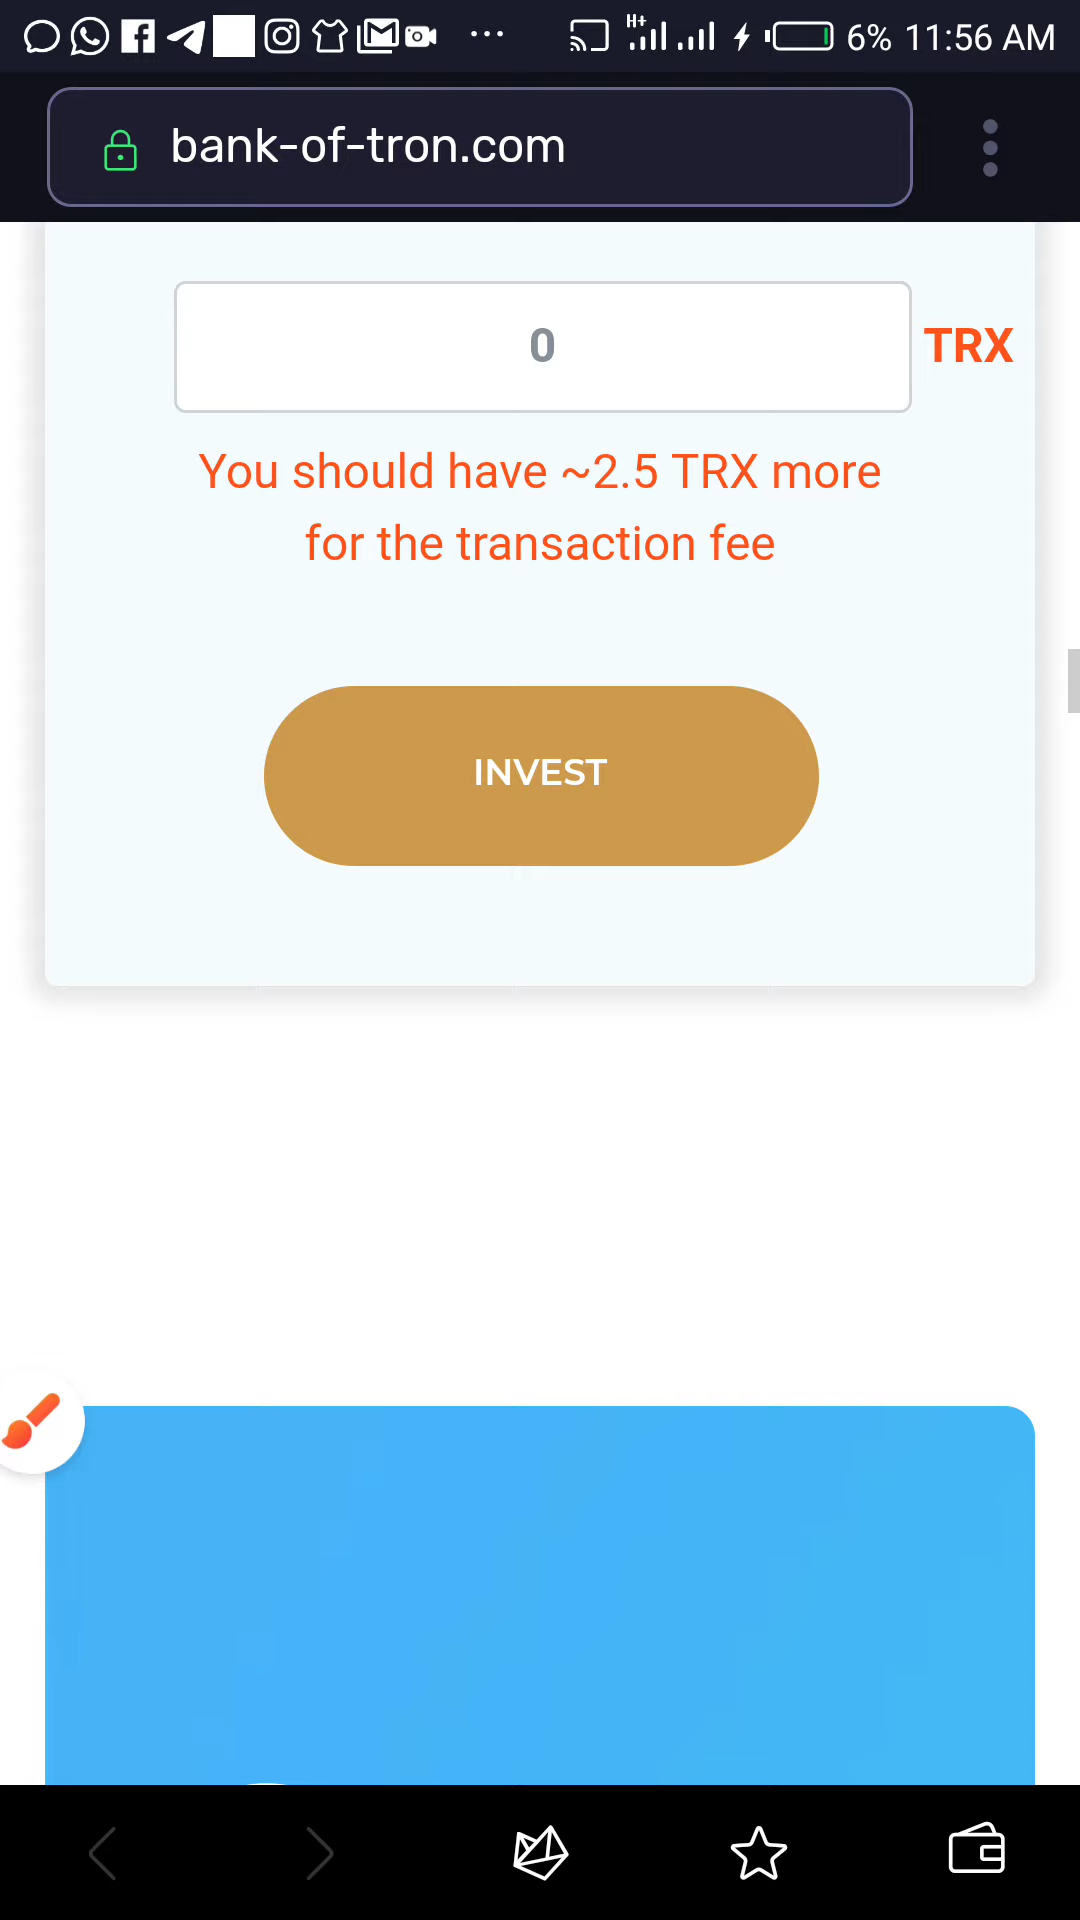 H+ 6% 11:56 AM
bank-of-tron.com
0 TRX
You should have ~2.5 TRX more
for the transaction fee
INVEST